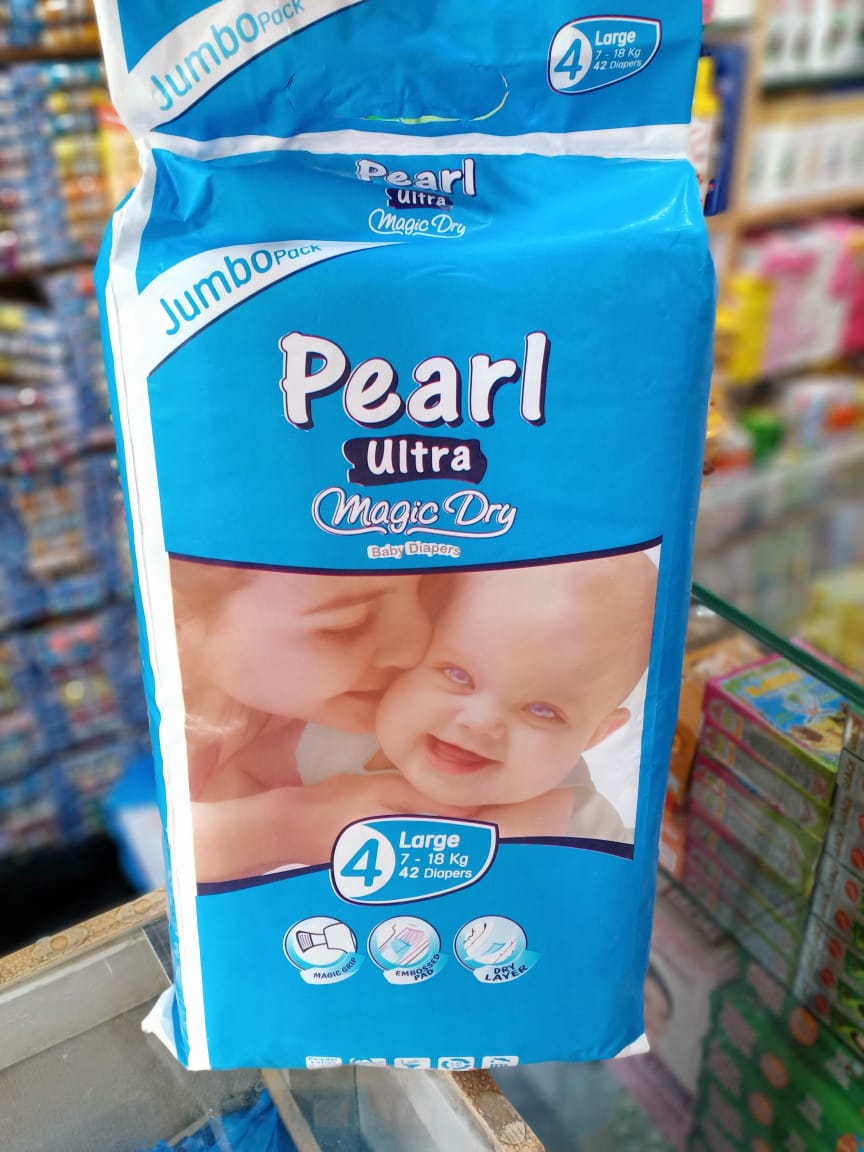 Jumbo Pack
4
Large
7 - 18 Kg
42 Diapers
Pearl
Ultra
Magic Dry
Jumbo Pack
Pearl
Ultra
Magic Dry
Baby Diapers
4
Large
7 - 18 Kg
42 Diapers
MAGIC GRIP
EMBOSSED
PAD
DRY
LAYER